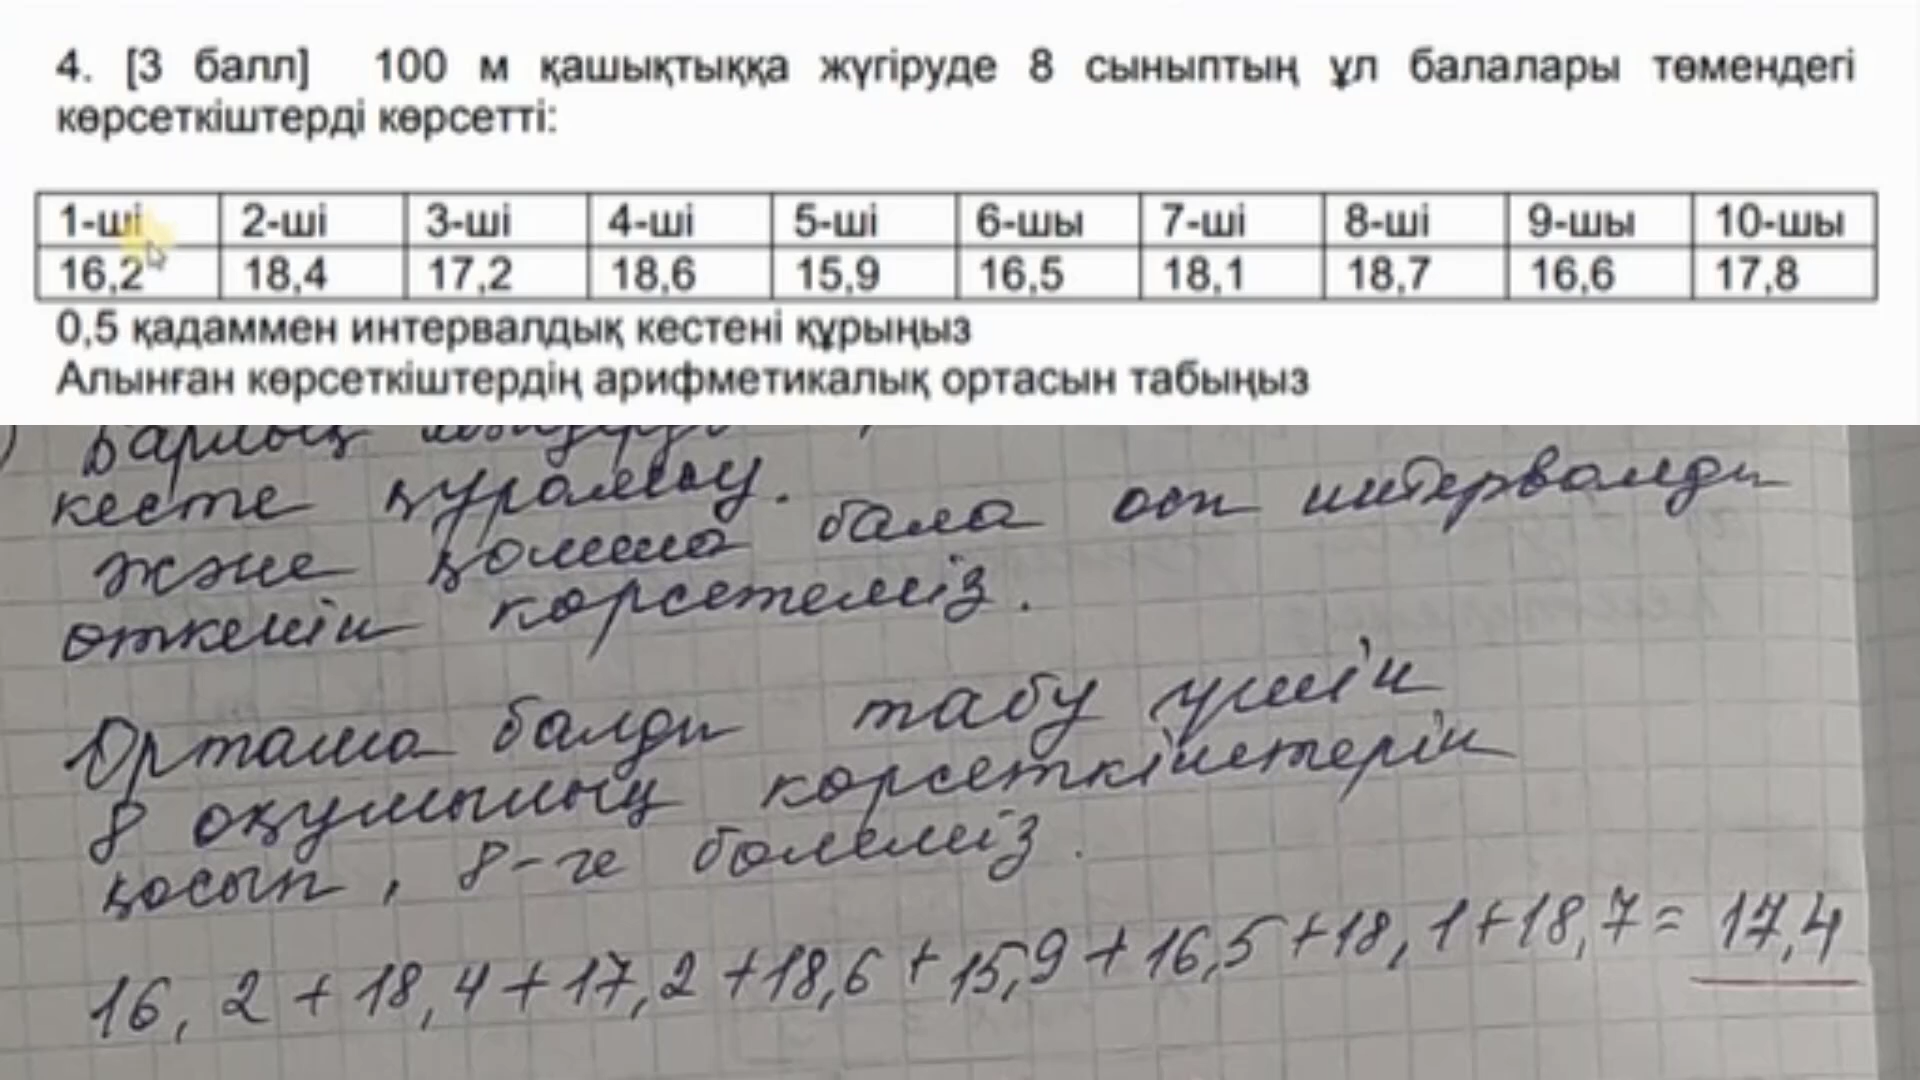 4. [3 балл] 100 м қашықтыққа жүгіруде 8 сыныптың ұл балалары төмендегі
көрсеткіштерді көрсетті:
1-ші 2-ші 3-ші 4-ші 5-ші 6-шы 7-ші 8-ші 9-шы 10-шы
16,2 18,4 17,2 18,6 15,9 16,5 18,1 18,7 16,6 17,8
0,5 қадаммен интервалдық кестені құрыңыз
Алынған көрсеткіштердің арифметикалық ортасын табыңыз
Барлық
кесте құрамыз.
және қанша бала осы интервалды
өткенін көрсетеміз.
Орташа балды табу үшін
8 оқушының көрсеткіштерін
қосып, 8-ге бөлеміз.
16,2+18,4+17,2+18,6+15,9+16,5+18,1+18,7= 17,4